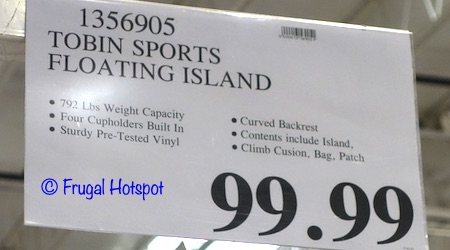 1356905
TOBIN SPORTS
FLOATING ISLAND
• 792 Lbs Weight Capacity
• Four Cupholders Built In
• Sturdy Pre-Tested Vinyl
• Curved Backrest
• Contents include Island,
• Climb Cusion, Bag, Patch
© Frugal Hotspot
99.99